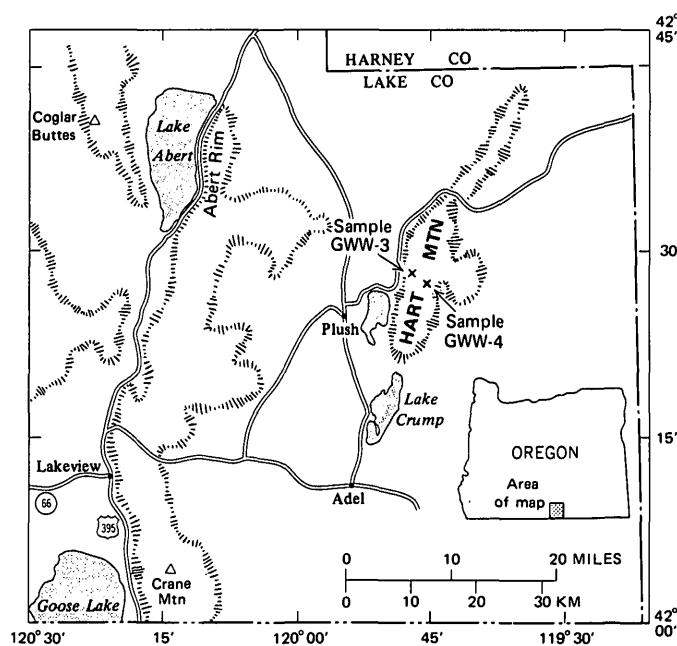 42°
45'
HARNEY CO
LAKE CO
Coglar
Buttes
Lake
Abert
Abert Rim
Sample
GWW-3
HART MTN
30
Plush
Sample
GWW-4
Lake
Crump
OREGON
Area
of map
15'
Lakeview
66
395
Adel
0 10 20 MILES
0 10 20 30 KM
Crane
Mtn
Goose Lake
42°
00'
120° 30' 15' 120° 00' 45' 119° 30'